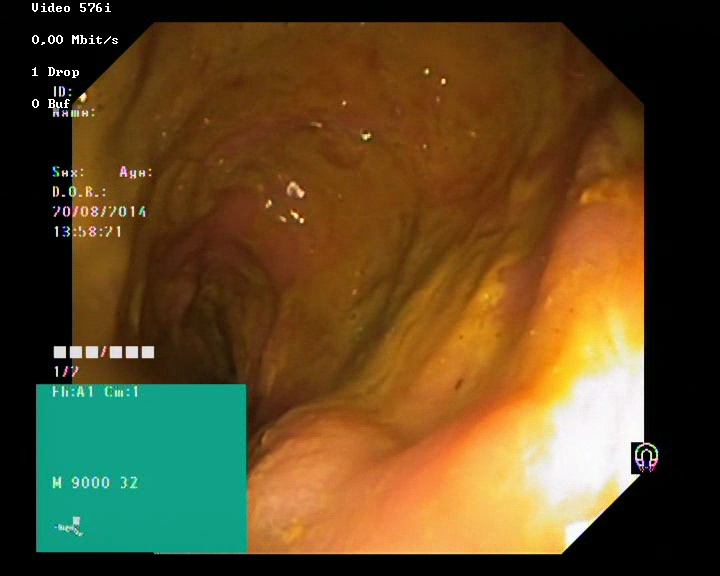 Video 576i
0,00 Mbit/s
1 Drop
ID:
0 Buf
Name:
Sex: Age:
D.O.B.:
20/08/2014
13:58:21
■■■/■■■
1/2
Eh:A1 Cm:1
M 9000 32